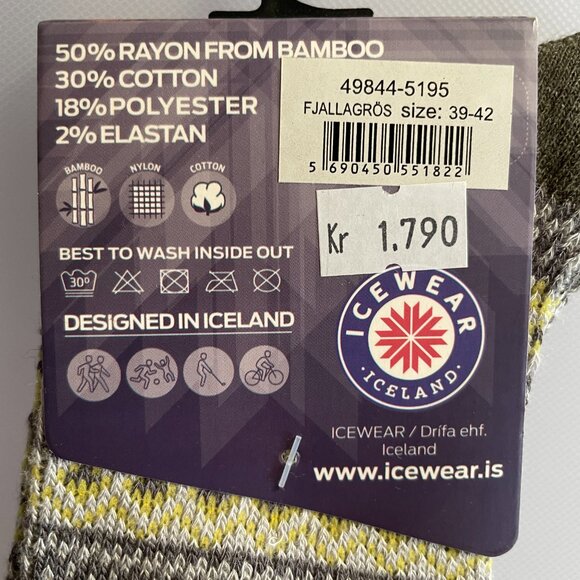 50% RAYON FROM BAMBOO
30% COTTON
18% POLYESTER
2% ELASTAN
49844-5195
FJALLAGRÖS size: 39-42
5 690450 551822
Kr 1.790
BAMBOO NYLON COTTON
BEST TO WASH INSIDE OUT
30°
DESIGNED IN ICELAND
ICEWEAR
·ICELAND·
ICEWEAR / Drífa ehf.
Iceland
www.icewear.is